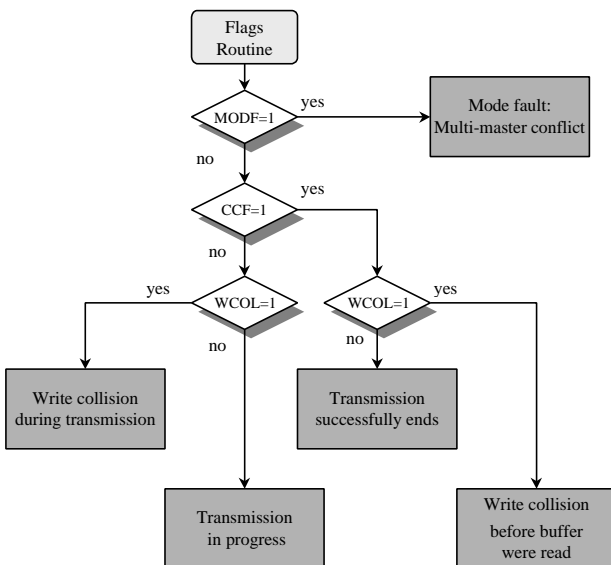 Flags
Routine
yes
Mode fault:
Multi-master conflict
MODF=1
no
yes
CCF=1
no
yes
WCOL=1
no
WCOL=1
yes
no
Write collision
during transmission
Transmission
successfully ends
Transmission
in progress
Write collision
before buffer
were read